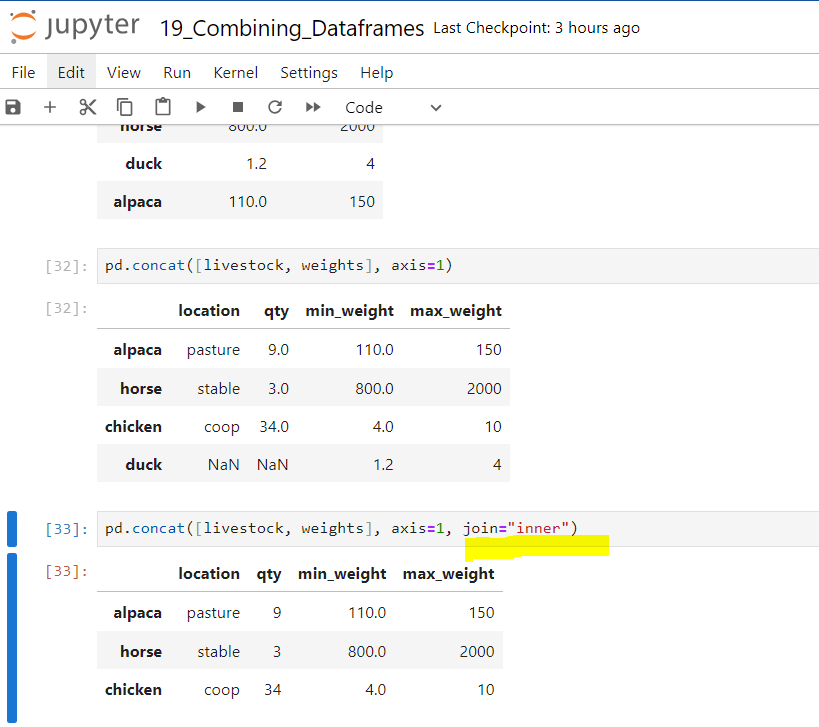 jupyter 19_Combining_Dataframes Last Checkpoint: 3 hours ago
File Edit View Run Kernel Settings Help
Code
horse 800.0 2000
duck 1.2 4
alpaca 110.0 150
[32]: pd.concat([livestock, weights], axis=1)
[32]: location qty min_weight max_weight
alpaca pasture 9.0 110.0 150
horse stable 3.0 800.0 2000
chicken coop 34.0 4.0 10
duck NaN NaN 1.2 4
[33]: pd.concat([livestock, weights], axis=1, join="inner")
[33]: location qty min_weight max_weight
alpaca pasture 9 110.0 150
horse stable 3 800.0 2000
chicken coop 34 4.0 10